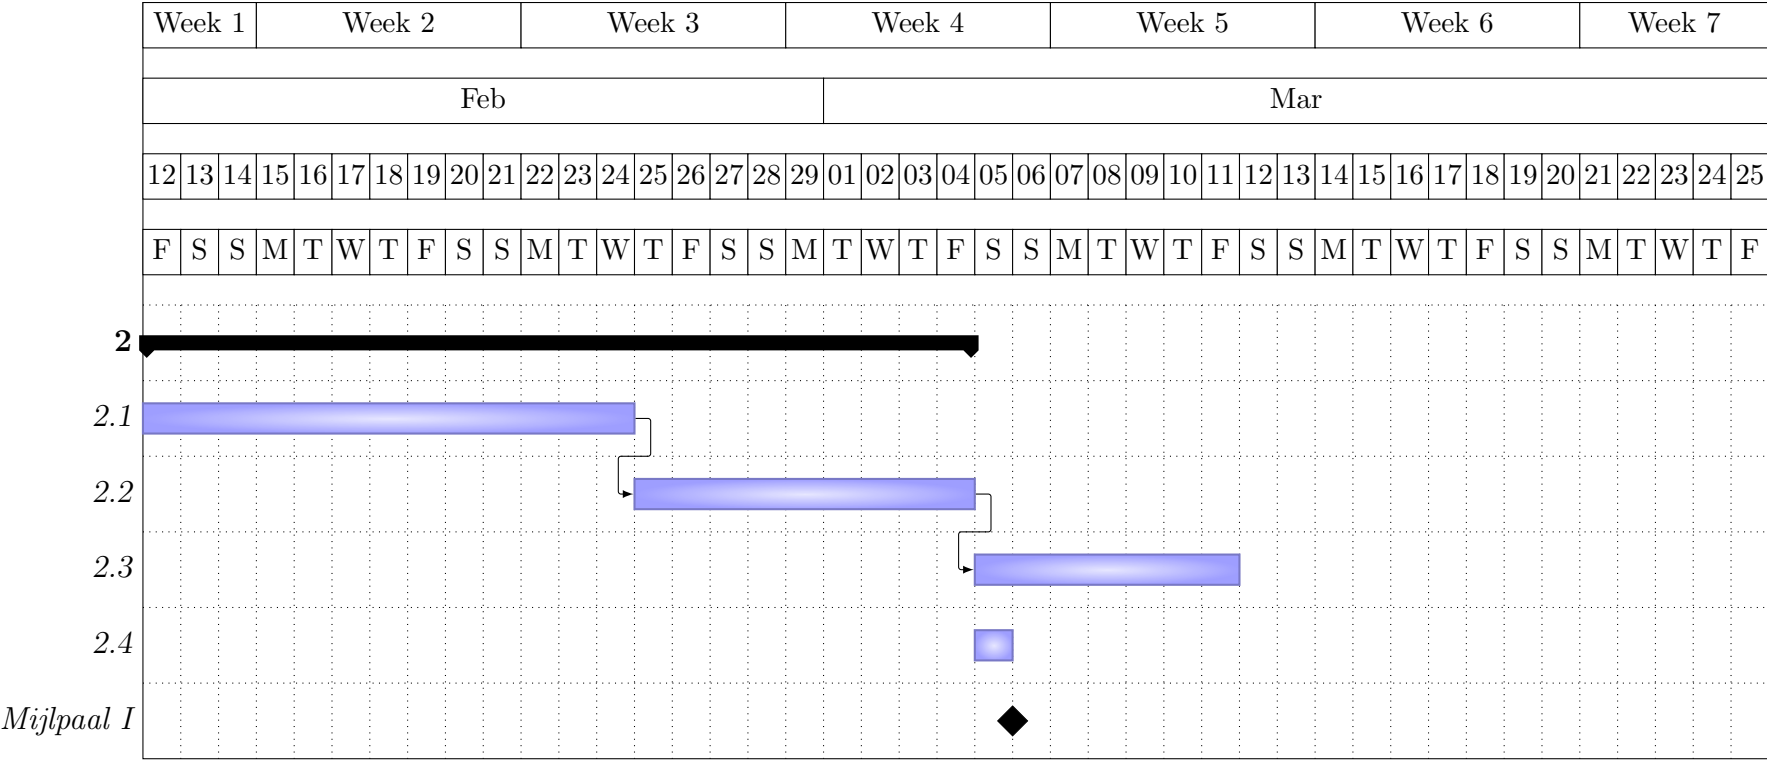 Week 1 Week 2 Week 3 Week 4 Week 5 Week 6 Week 7
Feb Mar
12 13 14 15 16 17 18 19 20 21 22 23 24 25 26 27 28 29 01 02 03 04 05 06 07 08 09 10 11 12 13 14 15 16 17 18 19 20 21 22 23 24 25
F S S M T W T F S S M T W T F S S M T W T F S S M T W T F S S M T W T F S S M T W T F
2
2.1
2.2
2.3
2.4
Mijlpaal I